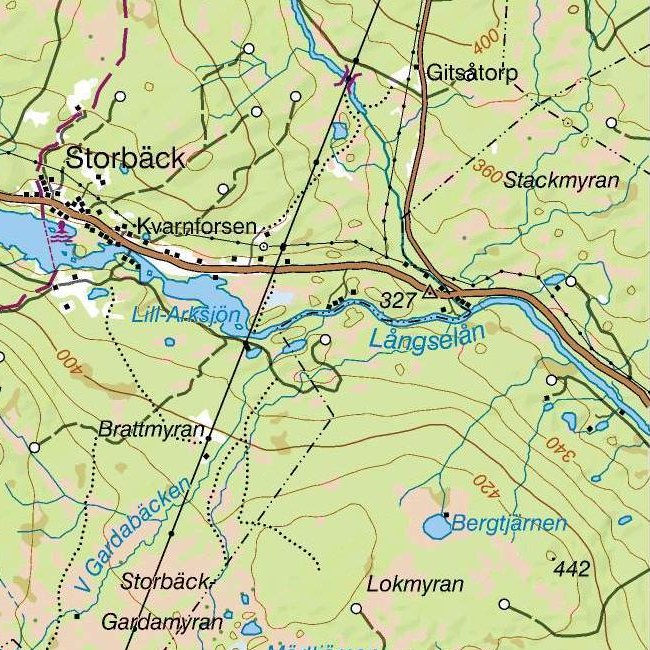 400
Gitsåtorp
Storbäck
360
Stackmyran
Kvarnforsen
327
Lill-Arksjön
Långselån
400
Brattmyran
340
420
V Gardabäcken
Bergtjärnen
442
Storbäck-
Gardamyran
Lokmyran